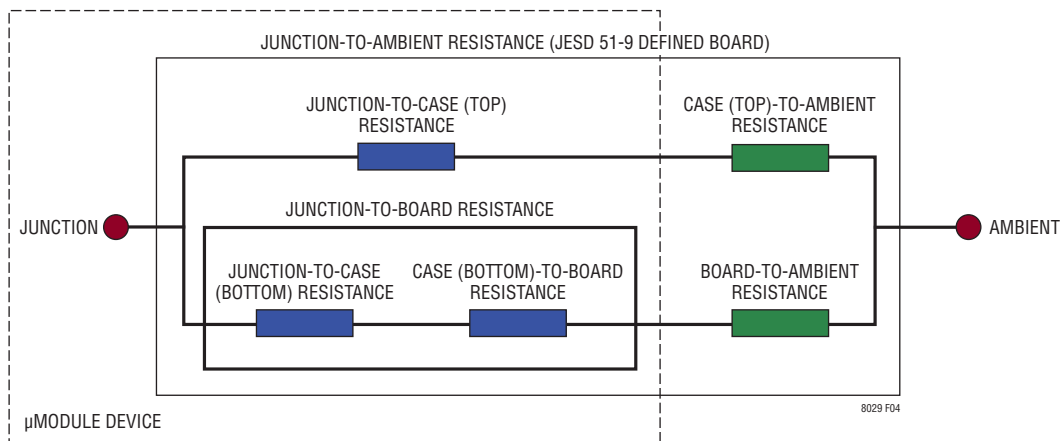 JUNCTION-TO-AMBIENT RESISTANCE (JESD 51-9 DEFINED BOARD)
JUNCTION-TO-CASE (TOP)
RESISTANCE
CASE (TOP)-TO-AMBIENT
RESISTANCE
JUNCTION-TO-BOARD RESISTANCE
JUNCTION
AMBIENT
JUNCTION-TO-CASE
(BOTTOM) RESISTANCE
CASE (BOTTOM)-TO-BOARD
RESISTANCE
BOARD-TO-AMBIENT
RESISTANCE
8029 F04
µMODULE DEVICE